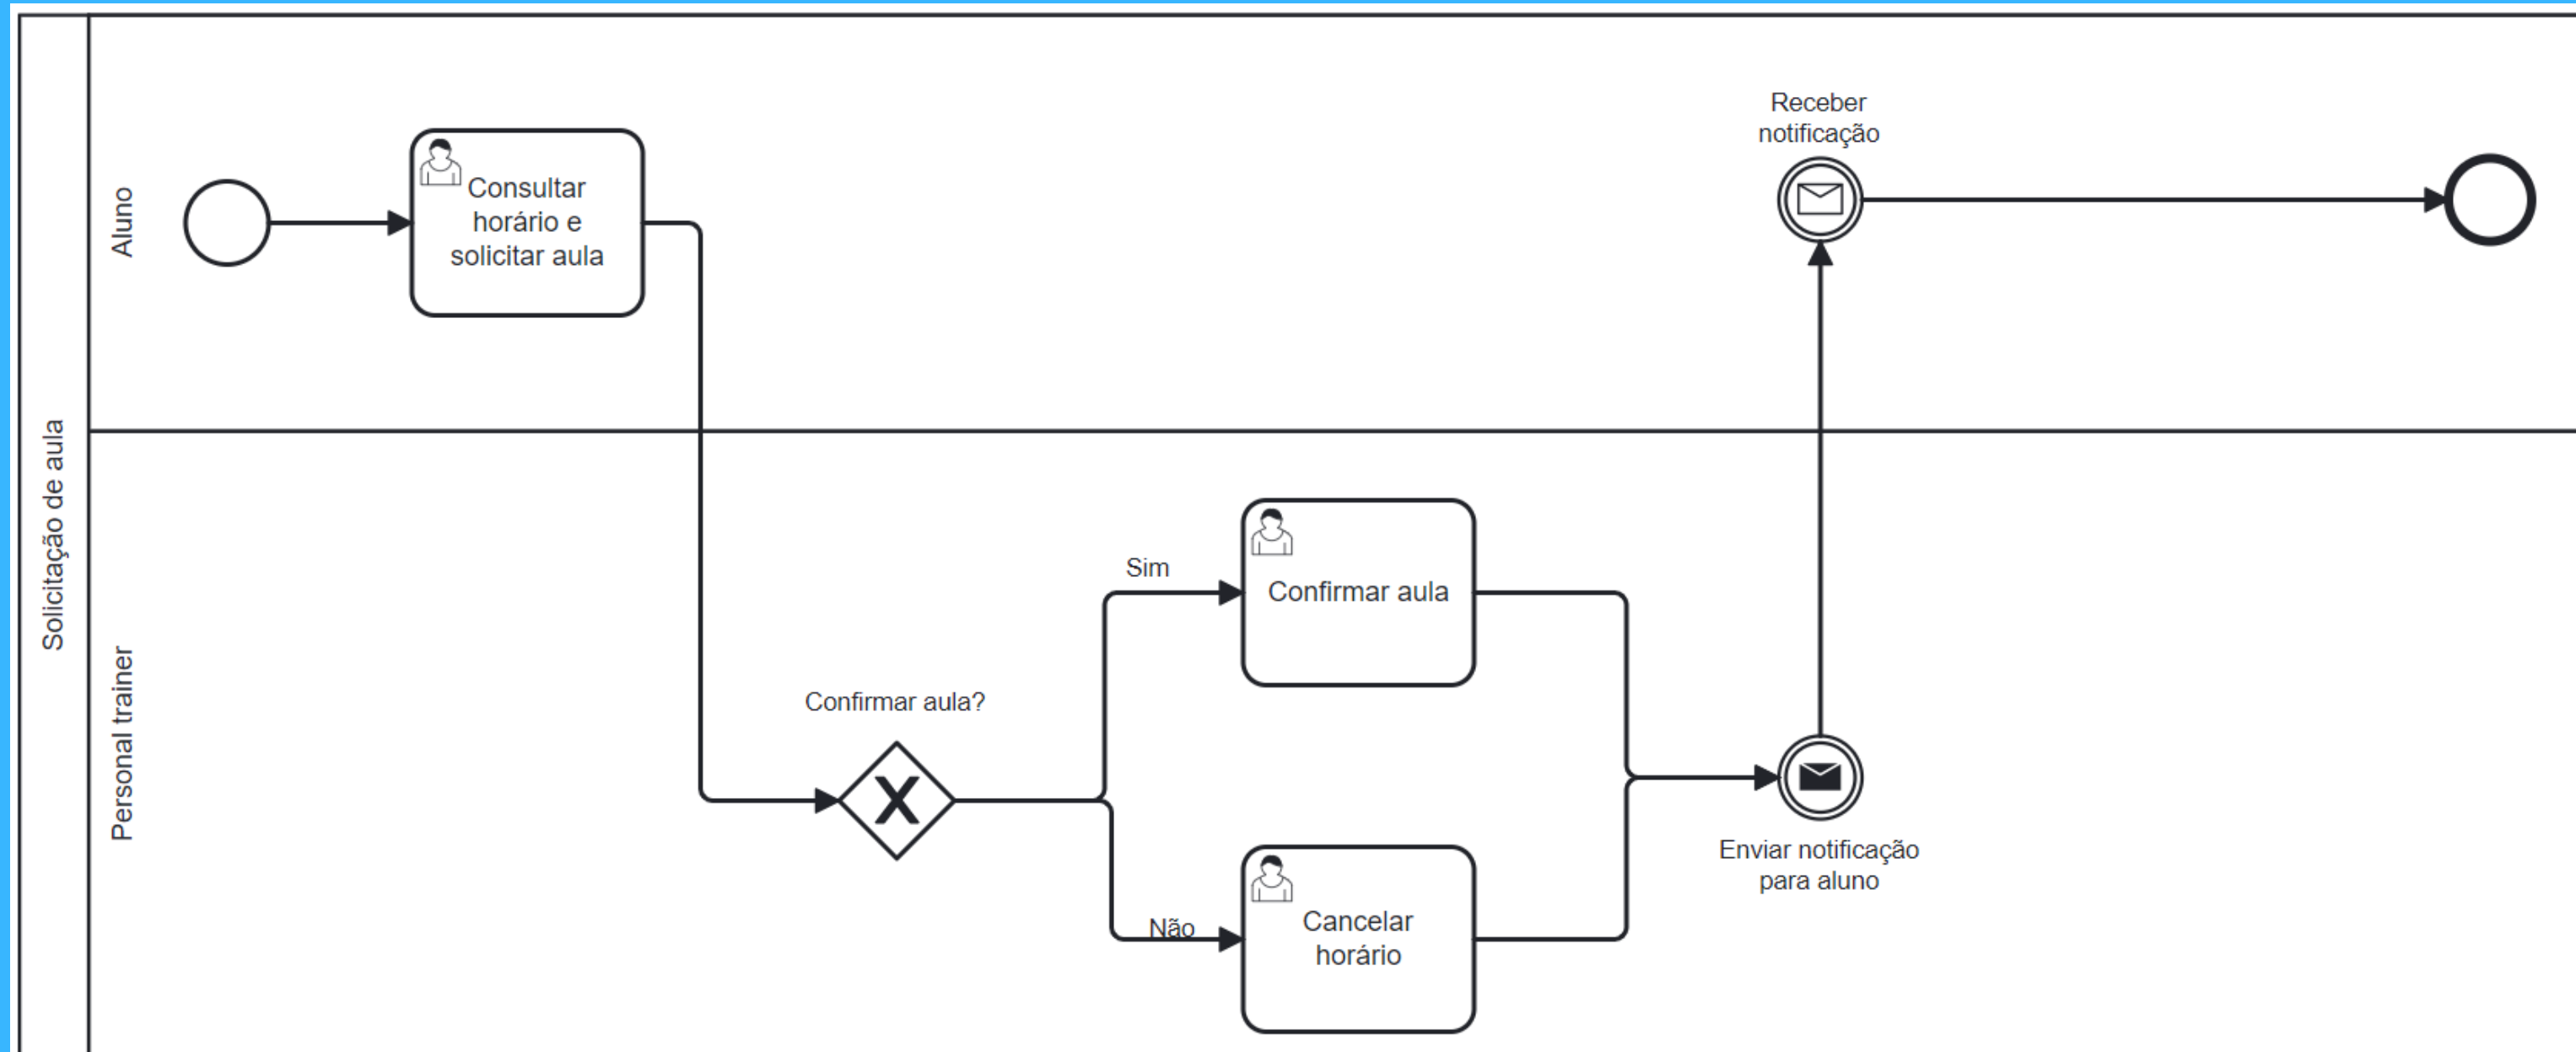 Solicitação de aula
Aluno
Consultar
horário e
solicitar aula
Receber
notificação
Personal trainer
Confirmar aula?
Sim
Confirmar aula
Não
Cancelar
horário
Enviar notificação
para aluno